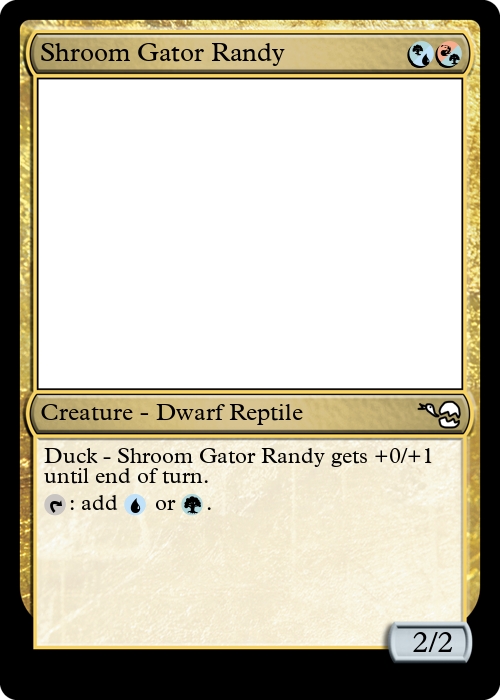 Shroom Gator Randy
Creature - Dwarf Reptile
Duck - Shroom Gator Randy gets +0/+1
until end of turn.
: add or .
2/2